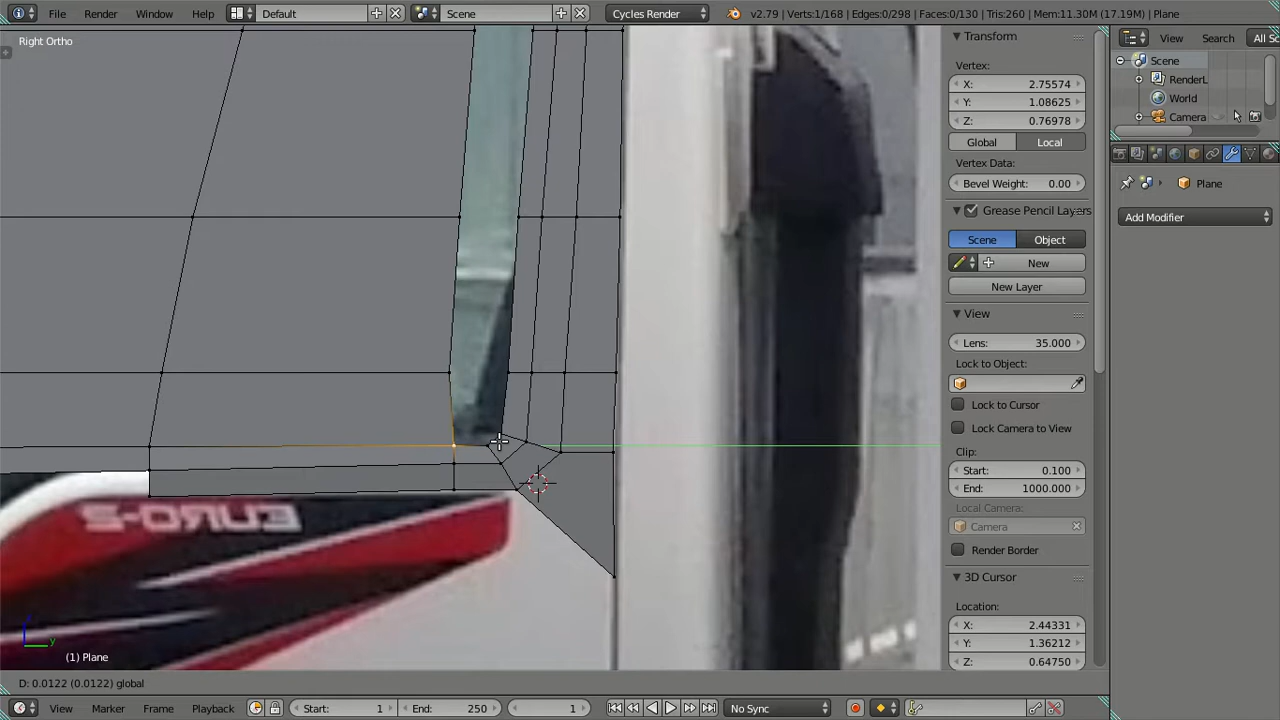 File Render Window Help Default Scene Cycles Render v2.79 | Verts:1/168 | Edges:0/298 | Faces:0/130 | Tris:260 | Mem:11.30M (17.19M) | Plane
Right Ortho
Transform
View Search All Sc
Vertex:
Scene
X: 2.75574
RenderL
Y: 1.08625
World
Z: 0.76978
Camera
Global Local
Vertex Data:
Bevel Weight: 0.00
Plane
Grease Pencil Layers
Add Modifier
Scene Object
New
New Layer
View
Lens: 35.000
Lock to Object:
Lock to Cursor
Lock Camera to View
Clip:
Start: 0.100
End: 1000.000
EURO-2
Local Camera:
Camera
Render Border
3D Cursor
Location:
X: 2.44331
Y: 1.36212
Z: 0.64750
y
(1) Plane
D: 0.0122 (0.0122) global
View Marker Frame Playback Start: 1 End: 250 1 No Sync